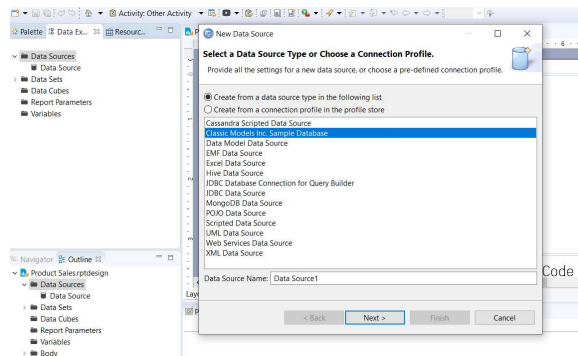 Activity: Other Activity
Palette
Data Ex...
Resourc...
Data Sources
Data Source
Data Sets
Data Cubes
Report Parameters
Variables
Navigator
Outline
Product Sales.rptdesign
Data Sources
Data Source
Data Sets
Data Cubes
Report Parameters
Variables
Body
New Data Source
Select a Data Source Type or Choose a Connection Profile.
Provide all the settings for a new data source, or choose a pre-defined connection profile.
Create from a data source type in the following list
Create from a connection profile in the profile store
Cassandra Scripted Data Source
Classic Models Inc. Sample Database
Data Model Data Source
EMF Data Source
Excel Data Source
Hive Data Source
JDBC Database Connection for Query Builder
JDBC Data Source
MongoDB Data Source
POJO Data Source
Scripted Data Source
UML Data Source
Web Services Data Source
XML Data Source
Data Source Name: Data Source1
< Back
Next >
Finish
Cancel
6
Code
Lay